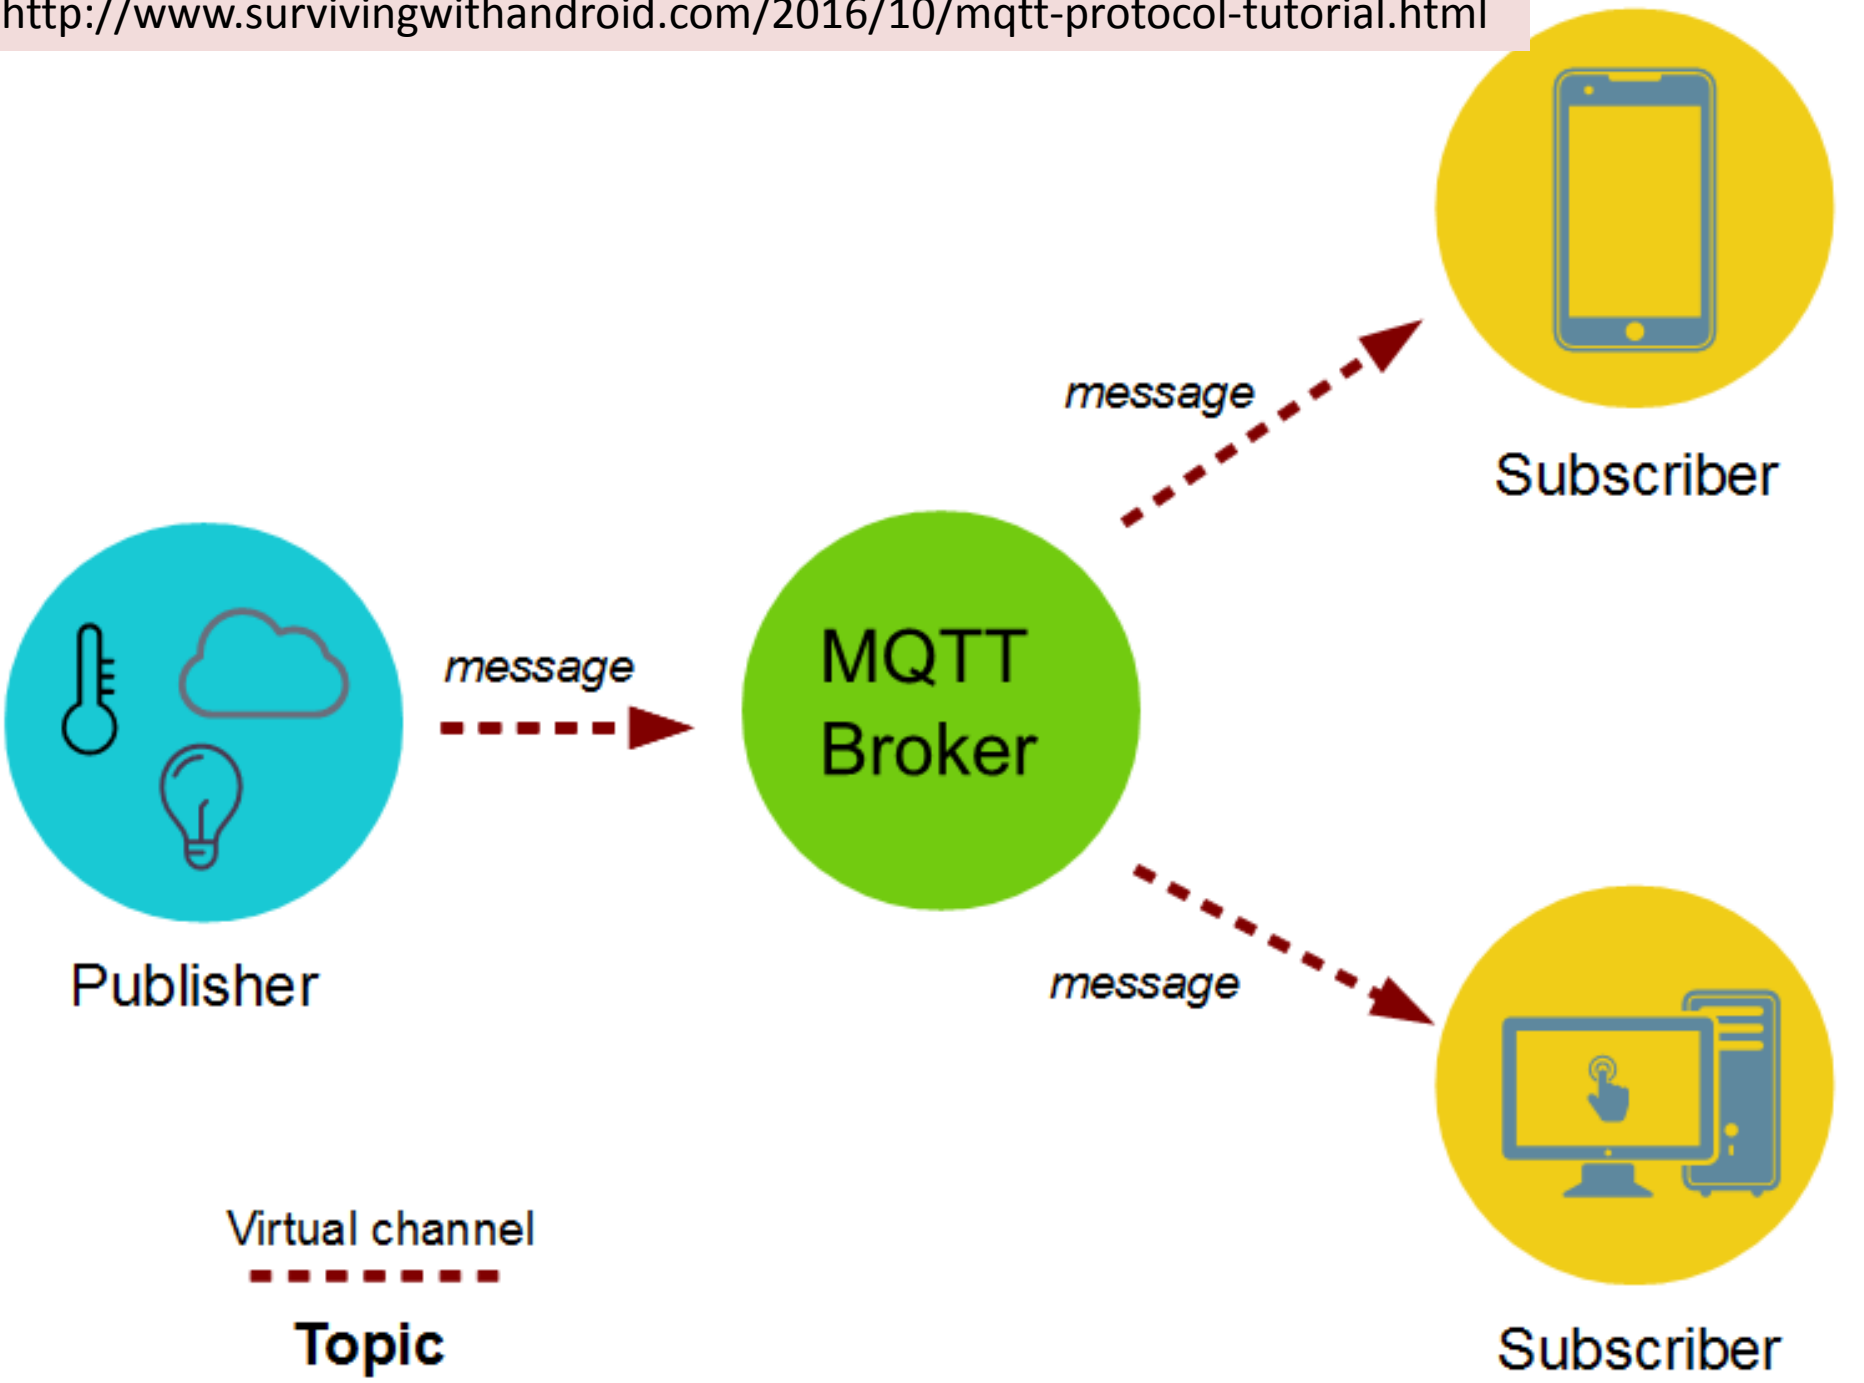 http://www.survivingwithandroid.com/2016/10/mqtt-protocol-tutorial.html
message
Subscriber
message
MQTT
Broker
Publisher
message
Virtual channel
Topic
Subscriber